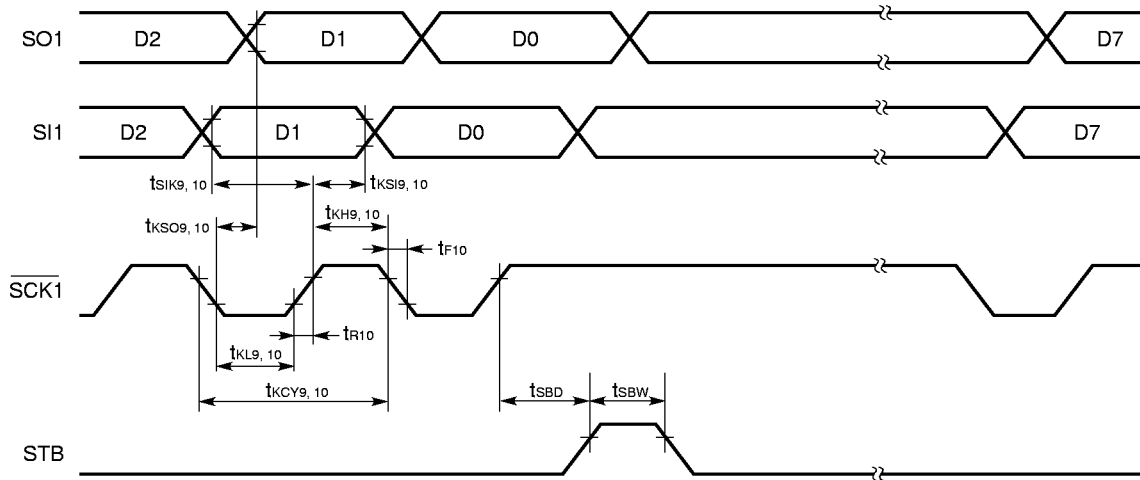 SO1 D2 D1 D0 D7
SI1 D2 D1 D0 D7
tSIK9, 10 tKSI9, 10
tKSO9, 10 tKH9, 10
tF10
SCK1
tR10
tKL9, 10
tKCY9, 10 tSBD tSBW
STB